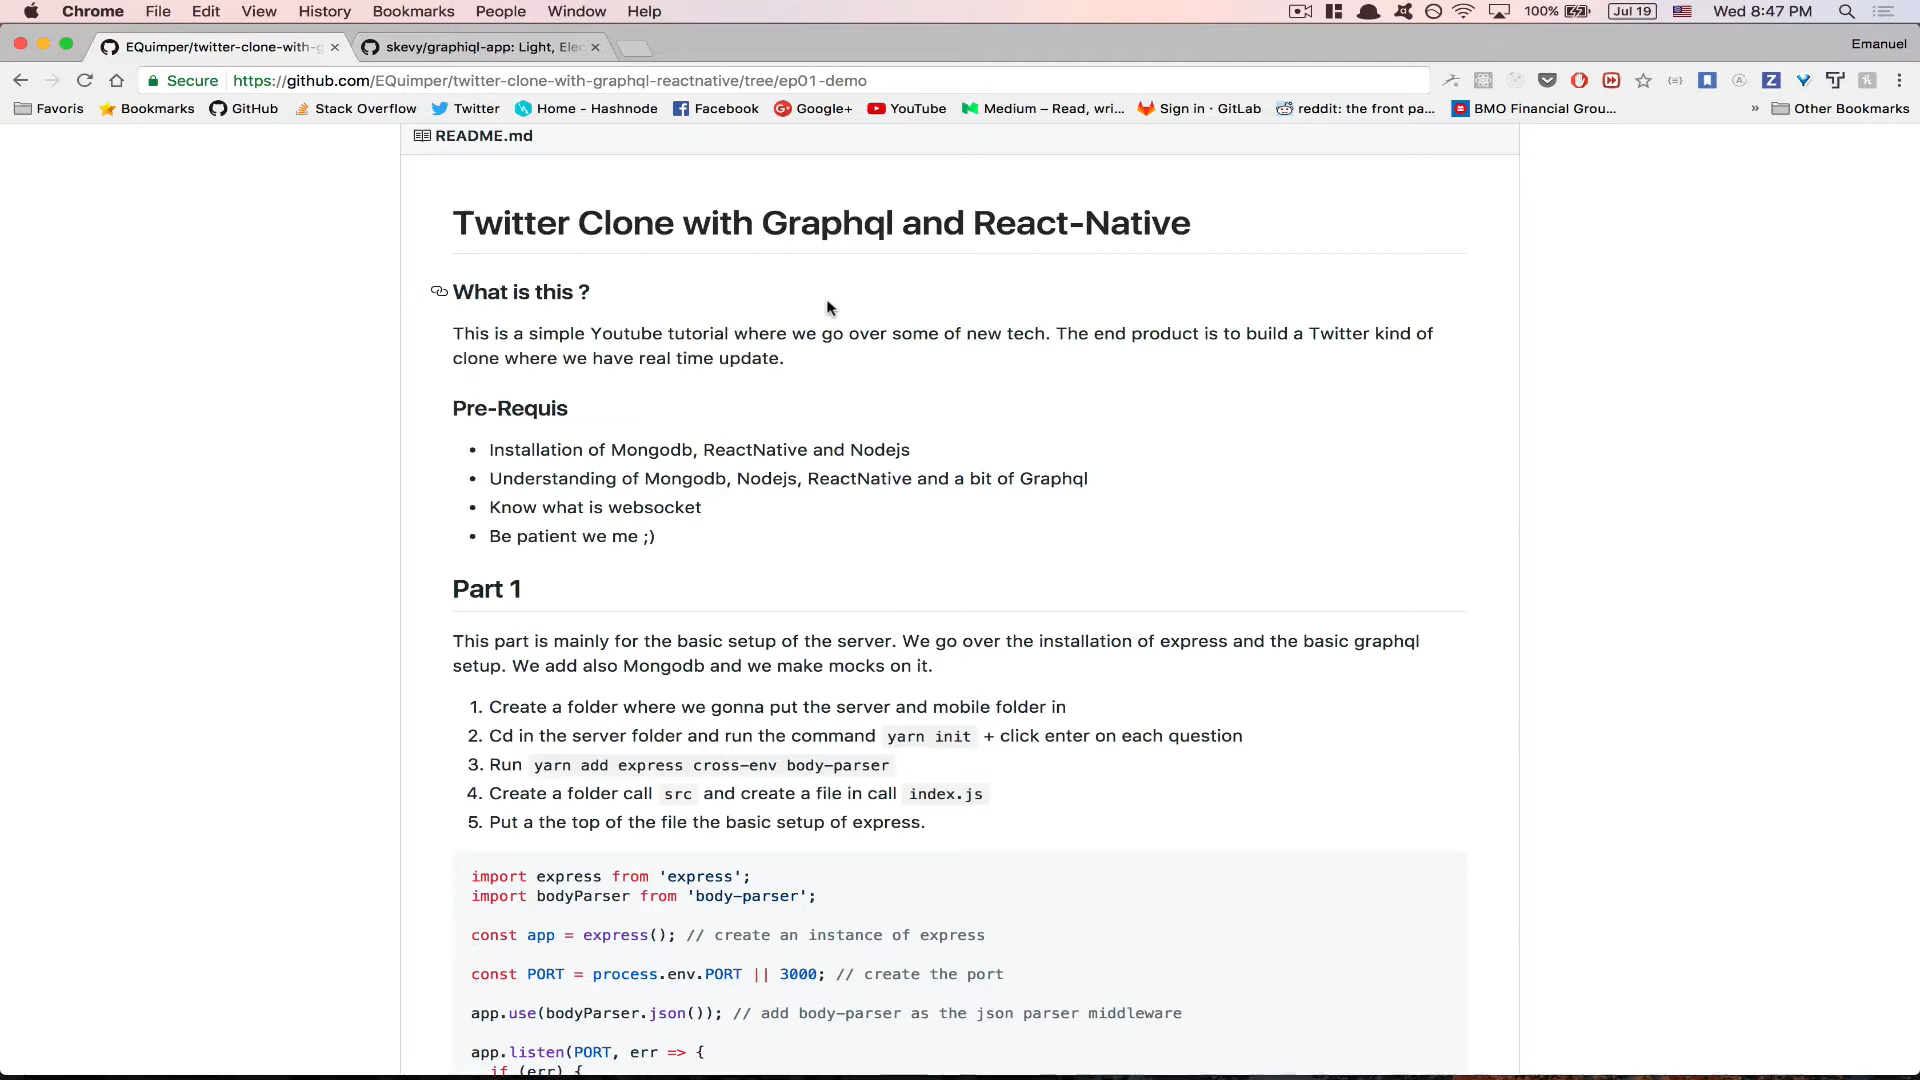 Chrome File Edit View History Bookmarks People Window Help 100% Jul 19 Wed 8:47 PM
EQuimper/twitter-clone-with-g skevy/graphiql-app: Light, Elec Emanuel
Secure https://github.com/EQuimper/twitter-clone-with-graphql-reactnative/tree/ep01-demo
Favoris Bookmarks GitHub Stack Overflow Twitter Home - Hashnode Facebook Google+ YouTube Medium – Read, wri... Sign in · GitLab reddit: the front pa... BMO Financial Grou... » Other Bookmarks
README.md
Twitter Clone with Graphql and React-Native
What is this ?
This is a simple Youtube tutorial where we go over some of new tech. The end product is to build a Twitter kind of
clone where we have real time update.
Pre-Requis
• Installation of Mongodb, ReactNative and Nodejs
• Understanding of Mongodb, Nodejs, ReactNative and a bit of Graphql
• Know what is websocket
• Be patient we me ;)
Part 1
This part is mainly for the basic setup of the server. We go over the installation of express and the basic graphql
setup. We add also Mongodb and we make mocks on it.
1. Create a folder where we gonna put the server and mobile folder in
2. Cd in the server folder and run the command yarn init + click enter on each question
3. Run yarn add express cross-env body-parser
4. Create a folder call src and create a file in call index.js
5. Put a the top of the file the basic setup of express.
import express from 'express';
import bodyParser from 'body-parser';
const app = express(); // create an instance of express
const PORT = process.env.PORT || 3000; // create the port
app.use(bodyParser.json()); // add body-parser as the json parser middleware
app.listen(PORT, err => {
if (err) {